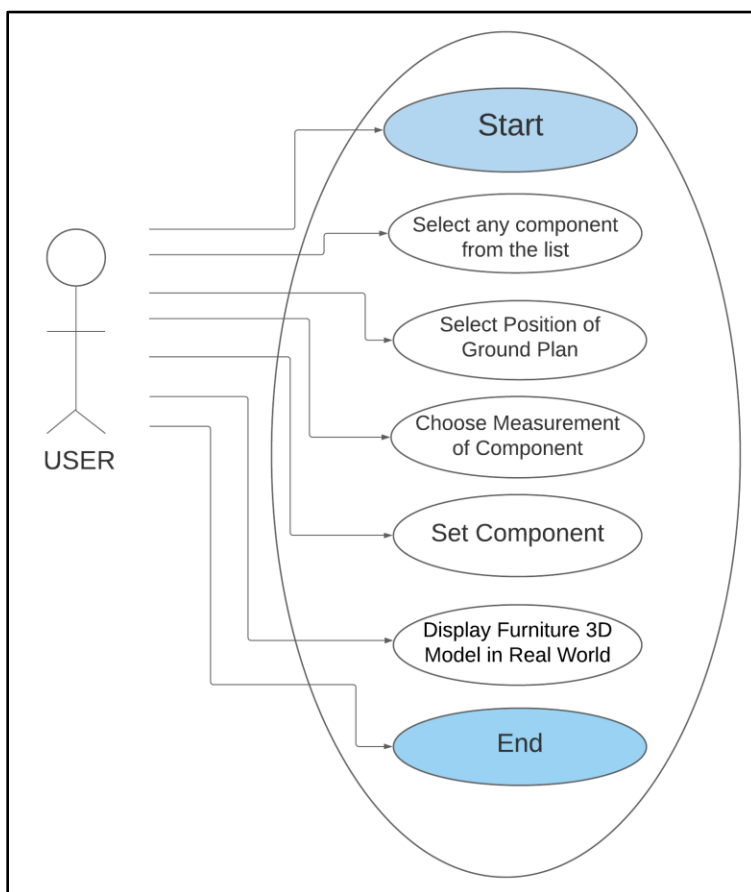 Start
Select any component
from the list
Select Position of
Ground Plan
Choose Measurement
of Component
USER
Set Component
Display Furniture 3D
Model in Real World
End